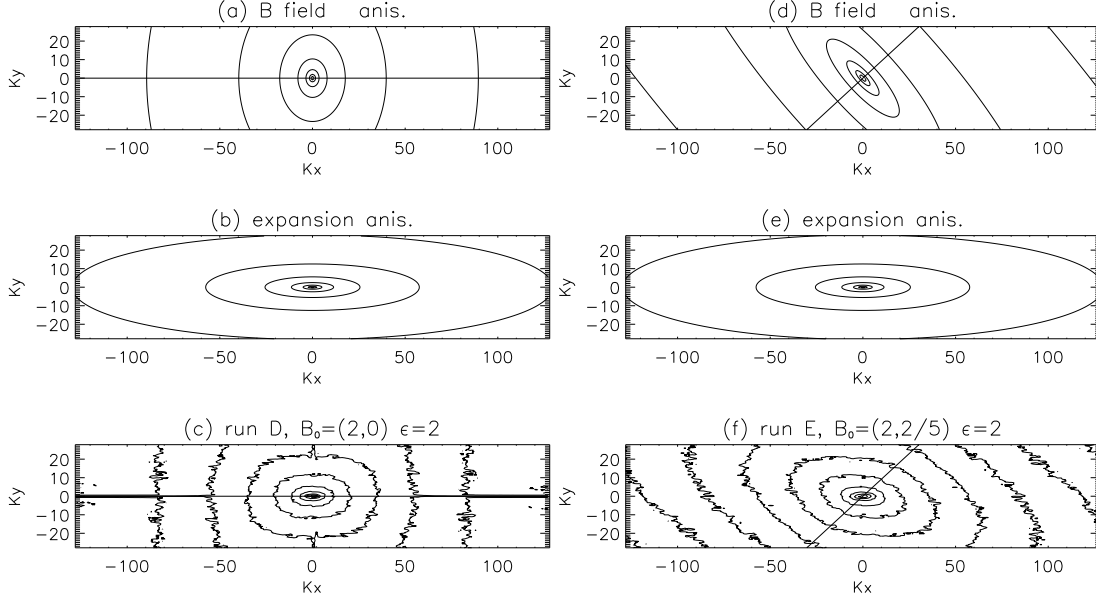 (a) B field anis.
20
10
0
−10
−20
Ky
−100 −50 0 50 100
Kx
(d) B field anis.
20
10
0
−10
−20
Ky
−100 −50 0 50 100
Kx
(b) expansion anis.
20
10
0
−10
−20
Ky
−100 −50 0 50 100
Kx
(e) expansion anis.
20
10
0
−10
−20
Ky
−100 −50 0 50 100
Kx
(c) run D, B₀=(2,0) ϵ=2
20
10
0
−10
−20
Ky
−100 −50 0 50 100
Kx
(f) run E, B₀=(2,2/5) ϵ=2
20
10
0
−10
−20
Ky
−100 −50 0 50 100
Kx